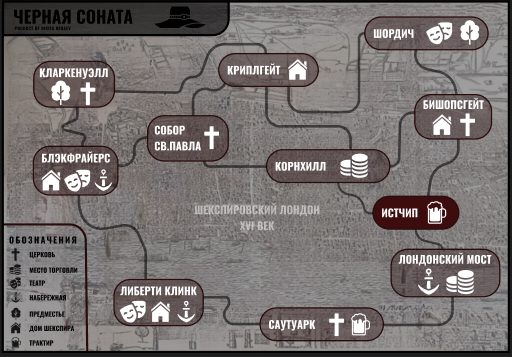 ЧЕРНАЯ СОНАТА
ШОРДИЧ
КЛАРКЕНУЭЛЛ
КРИПЛГЕЙТ
БИШОПСГЕЙТ
СОБОР
СВ.ПАВЛА
БЛЭКФРАЙЕРС
КОРНХИЛЛ
ШЕКСПИРОВСКИЙ ЛОНДОН
XVI ВЕК
ИСТЧИП
ЛОНДОНСКИЙ МОСТ
ЛИБЕРТИ КЛИНК
САУТУАРК
ОБОЗНАЧЕНИЯ
ЦЕРКОВЬ
МЕСТО ТОРГОВЛИ
ТЕАТР
НАБЕРЕЖНАЯ
ПРЕДМЕСТЬЕ
ДОМ ШЕКСПИРА
ТРАКТИР